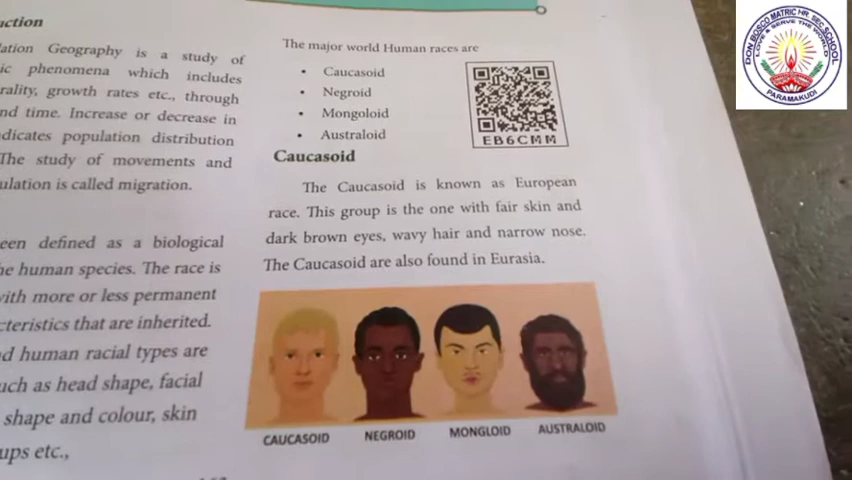 uction
lation Geography is a study of
ic phenomena which includes
rality, growth rates etc., through
nd time. Increase or decrease in
dicates population distribution
The study of movements and
ulation is called migration.
een defined as a biological
he human species. The race is
with more or less permanent
cteristics that are inherited.
d human racial types are
uch as head shape, facial
shape and colour, skin
ups etc.,
The major world Human races are
• Caucasoid
• Negroid
• Mongoloid
• Australoid
EB6CMM
Caucasoid
The Caucasoid is known as European
race. This group is the one with fair skin and
dark brown eyes, wavy hair and narrow nose.
The Caucasoid are also found in Eurasia.
CAUCASOID NEGROID MONGLOID AUSTRALOID
DON BOSCO MATRIC HR SEC SCHOOL
LOVE & SERVE THE WORLD
PARAMAKUDI